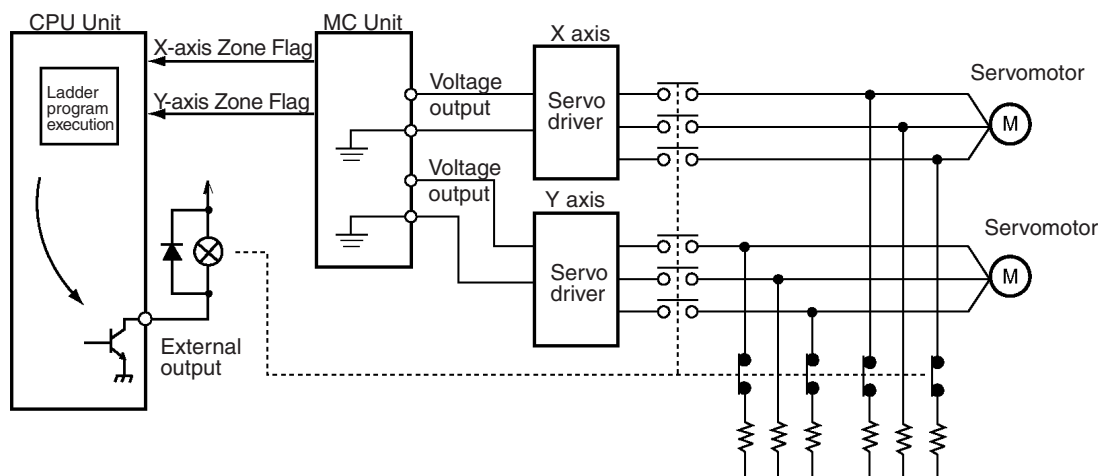 CPU Unit
MC Unit
X axis
X-axis Zone Flag
Y-axis Zone Flag
Ladder
program
execution
Voltage
output
Servo
driver
Servomotor
M
Voltage
output
Y axis
Servo
driver
Servomotor
M
External
output